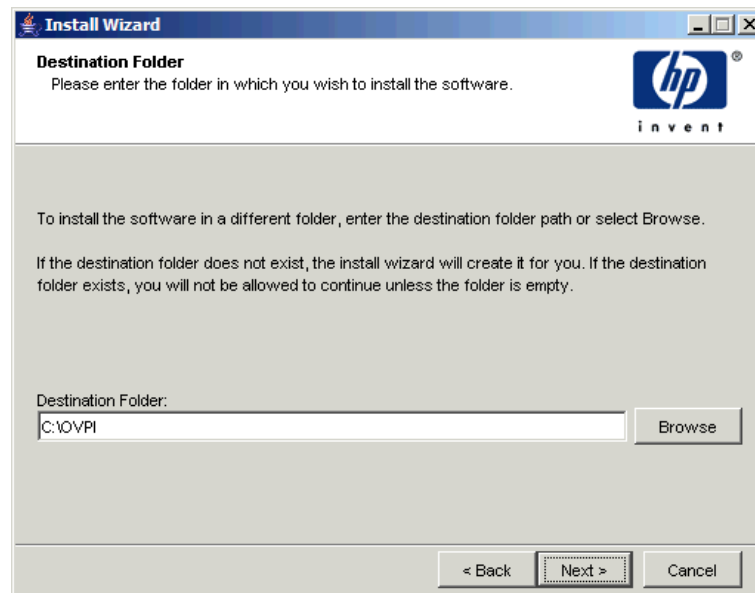 Install Wizard
Destination Folder
Please enter the folder in which you wish to install the software.
hp
®
invent
To install the software in a different folder, enter the destination folder path or select Browse.
If the destination folder does not exist, the install wizard will create it for you. If the destination
folder exists, you will not be allowed to continue unless the folder is empty.
Destination Folder:
C:\OVPI
Browse
< Back
Next >
Cancel